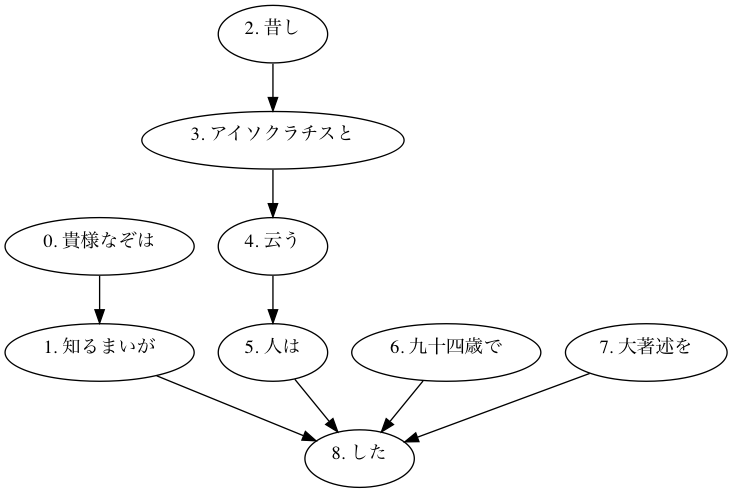 2. 昔し
3. アイソクラチスと
0. 貴様なぞは
4. 云う
1. 知るまいが
5. 人は
6. 九十四歳で
7. 大著述を
8. した